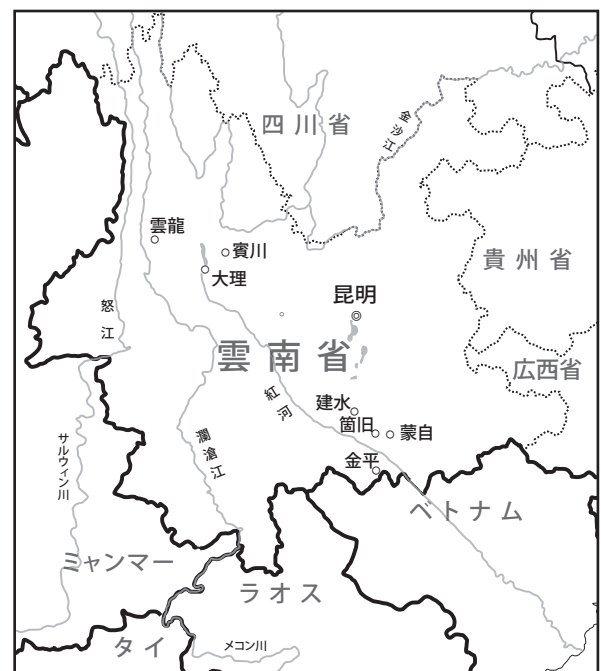 四川省
金沙江
雲龍
賓川
大理
貴州省
昆明
怒江
雲南省
広西省
紅河
建水
箇旧
蒙自
サルウィン川
瀾滄江
金平
ベトナム
ミャンマー
ラオス
タイ
メコン川